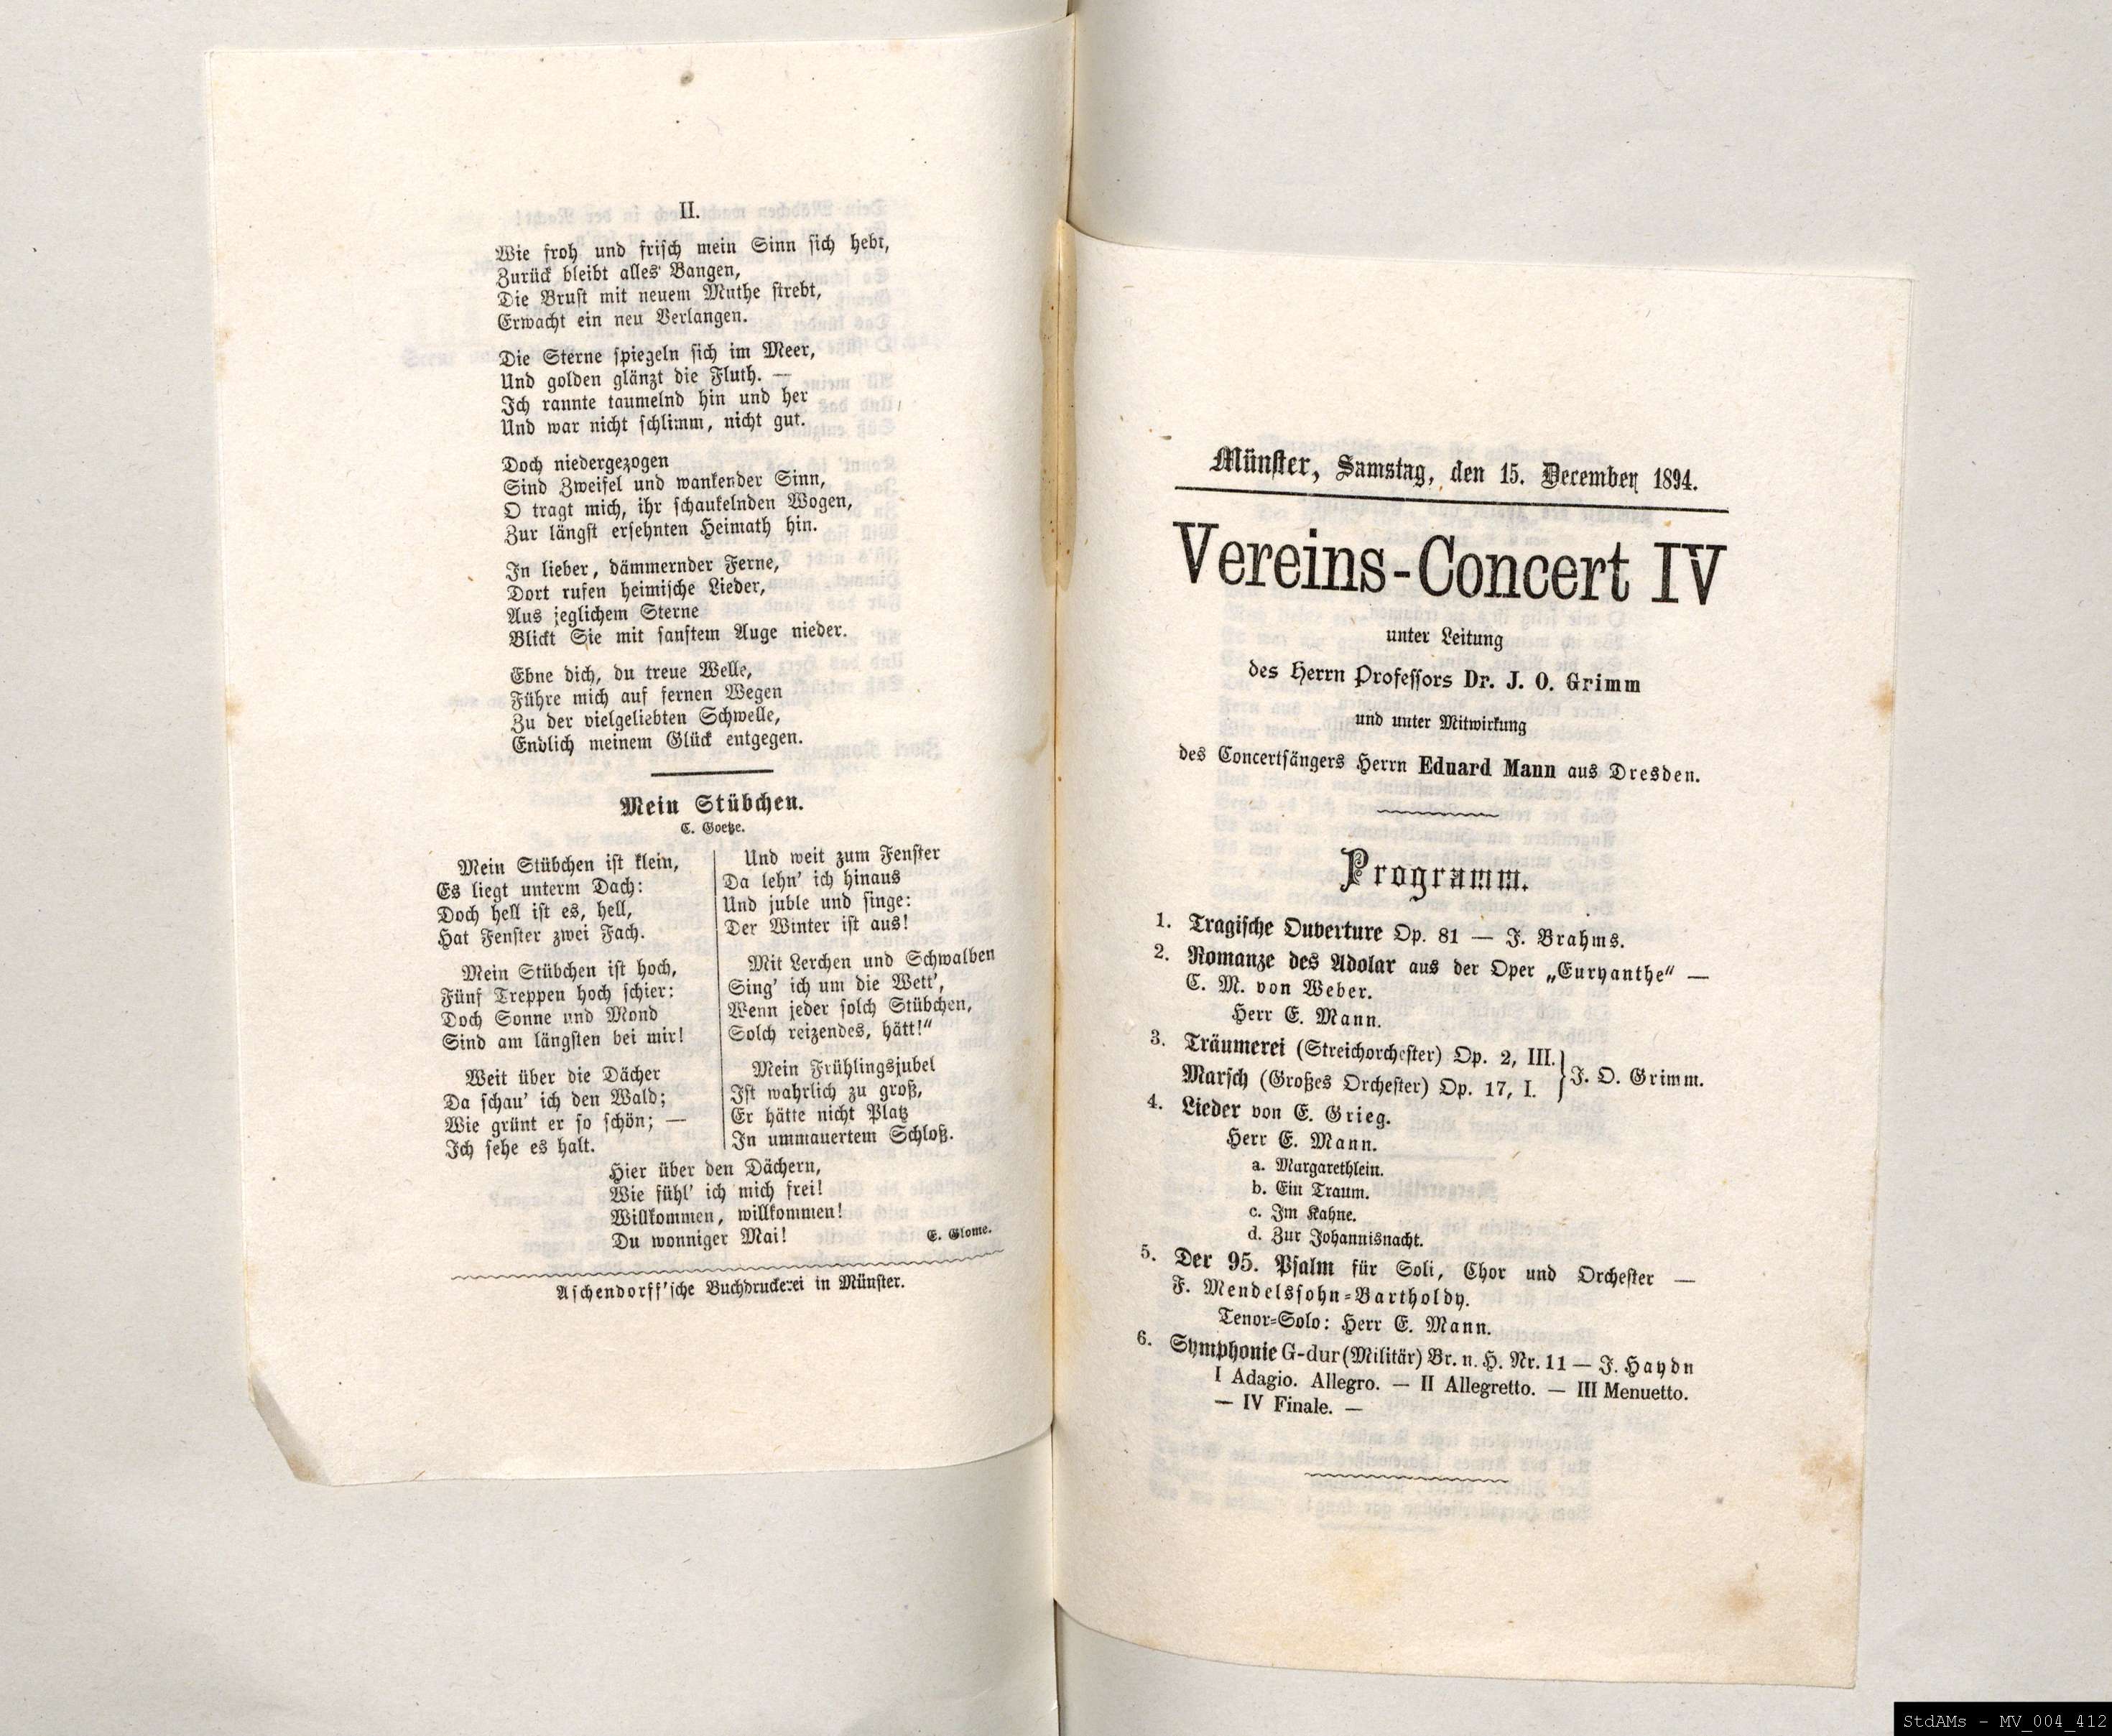 II.
Wie froh und frisch mein Sinn sich hebt,
Zurück bleibt alles Bangen,
Die Brust mit neuem Muthe strebt,
Erwacht ein neu Verlangen.
Die Sterne spiegeln sich im Meer,
Und golden glänzt die Fluth. —
Ich rannte taumelnd hin und her
Und war nicht schlimm, nicht gut.
Doch niedergezogen
Sind Zweifel und wankender Sinn,
O tragt mich, ihr schaukelnden Wogen,
Zur längst ersehnten Heimath hin.
In lieber, dämmernder Ferne,
Dort rufen heimische Lieder,
Aus jeglichem Sterne
Blickt Sie mit sanftem Auge nieder.
Ebne dich, du treue Welle,
Führe mich auf fernen Wegen
Zu der vielgeliebten Schwelle,
Endlich meinem Glück entgegen.
Mein Stübchen.
C. Goetze.
Mein Stübchen ist klein,
Es liegt unterm Dach:
Doch hell ist es, hell,
Hat Fenster zwei Fach.
Mein Stübchen ist hoch,
Fünf Treppen hoch schier:
Doch Sonne und Mond
Sind am längsten bei mir!
Weit über die Dächer
Da schau' ich den Wald;
Wie grünt er so schön; —
Ich sehe es halt.
Und weit zum Fenster
Da lehn' ich hinaus
Und juble und singe:
Der Winter ist aus!
Mit Lerchen und Schwalben
Sing' ich um die Wett',
Wenn jeder solch Stübchen,
Solch reizendes, hätt!“
Mein Frühlingsjubel
Ist wahrlich zu groß,
Er hätte nicht Platz
In ummauertem Schloß.
Hier über den Dächern,
Wie fühl' ich mich frei!
Willkommen, willkommen!
Du wonniger Mai!
E. Glome.
Aschendorff'sche Buchdruckerei in Münster.
Münster, Samstag, den 15. December 1894.
Vereins-Concert IV
unter Leitung
des Herrn Professors Dr. J. O. Grimm
und unter Mitwirkung
des Concertsängers Herrn Eduard Mann aus Dresden.
Programm.
1. Tragische Ouverture Op. 81 — J. Brahms.
2. Romanze des Adolar aus der Oper „Euryanthe“ —
C. M. von Weber.
Herr E. Mann.
3. Träumerei (Streichorchester) Op. 2, III.
Marsch (Großes Orchester) Op. 17, I.
} J. O. Grimm.
4. Lieder von E. Grieg.
Herr E. Mann.
a. Margarethlein.
b. Ein Traum.
c. Im Kahne.
d. Zur Johannisnacht.
5. Der 95. Psalm für Soli, Chor und Orchester —
F. Mendelssohn-Bartholdy.
Tenor-Solo: Herr E. Mann.
6. Symphonie G-dur (Militär) Br. n. H. Nr. 11 — J. Haydn
I Adagio. Allegro. — II Allegretto. — III Menuetto.
— IV Finale. —
StdAMs - MV_004_412